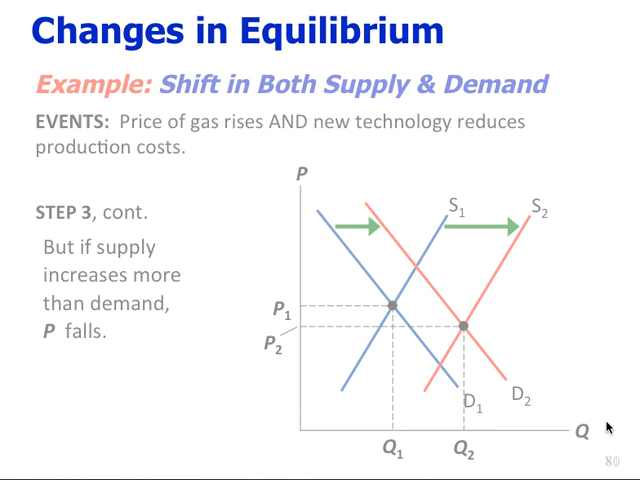 Changes in Equilibrium
Example: Shift in Both Supply & Demand
EVENTS: Price of gas rises AND new technology reduces
production costs.
STEP 3, cont.
But if supply
increases more
than demand,
P falls.
P
S1
S2
P1
P2
D1
D2
Q
Q1
Q2
80